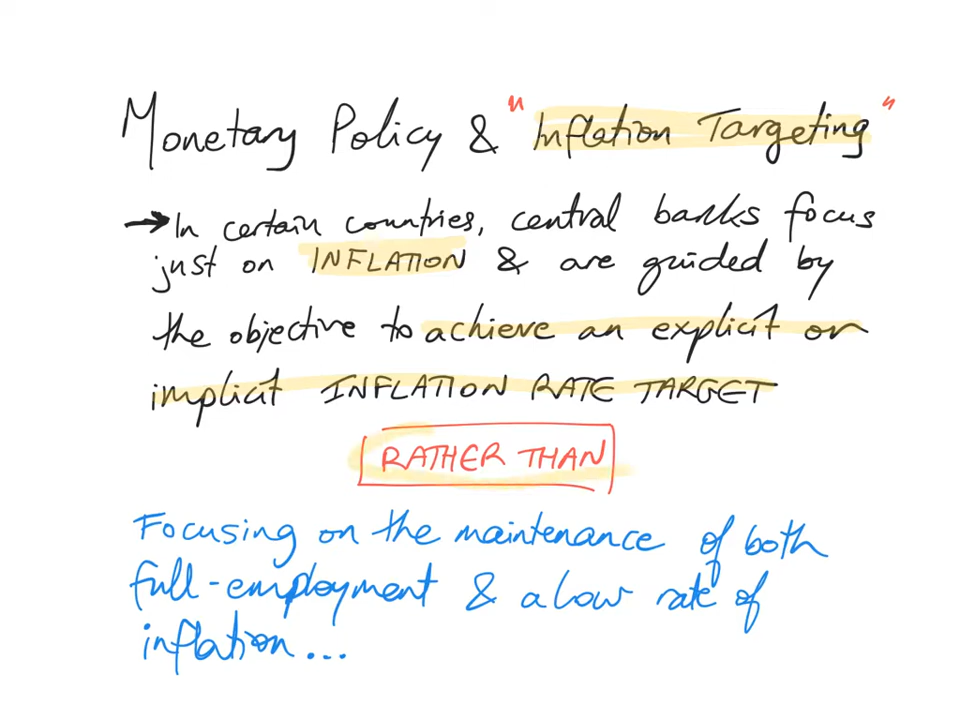 Monetary Policy & "Inflation Targeting"
→ In certain countries, central banks focus
just on INFLATION & are guided by
the objective to achieve an explicit or
implicit INFLATION RATE TARGET
RATHER THAN
Focusing on the maintenance of both
full-employment & a low rate of
inflation...